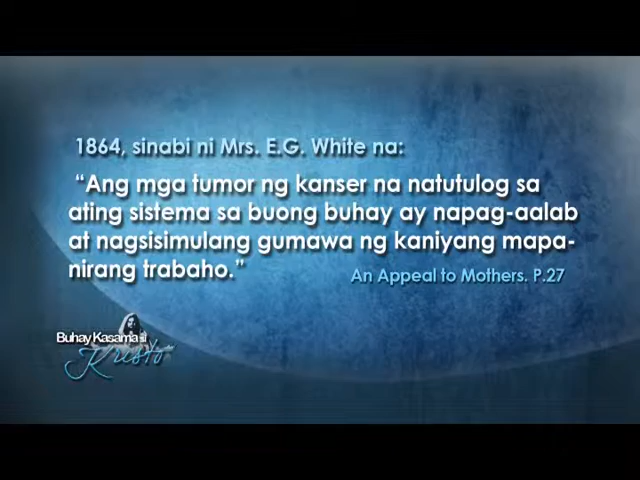 1864, sinabi ni Mrs. E.G. White na:
“Ang mga tumor ng kanser na natutulog sa
ating sistema sa buong buhay ay napag-aalab
at nagsisimulang gumawa ng kaniyang mapa-
nirang trabaho.”
An Appeal to Mothers. P.27
Buhay Kasama si
Kristo